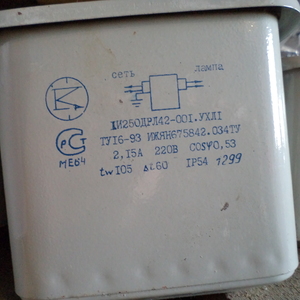 сеть лампа
1И250ДРЛ42-001.УХЛ1
ТУ16-93 ИЖЯН675842.034ТУ
МЕ64
2,15А 220В COSφ0,53
tw105 Δt60 IP54 1299